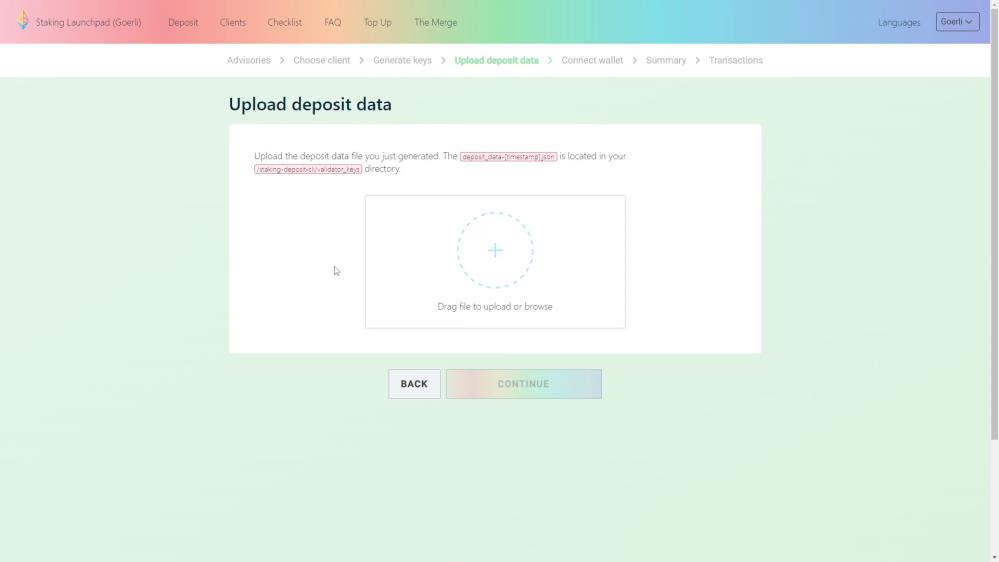 Staking Launchpad (Goerli) Deposit Clients Checklist FAQ Top Up The Merge Languages Goerli
Advisories Choose client Generate keys Upload deposit data Connect wallet Summary Transactions
Upload deposit data
Upload the deposit data file you just generated. The deposit_data-[timestamp].json is located in your
/staking-deposit-cli/validator_keys directory.
+
Drag file to upload or browse
BACK CONTINUE